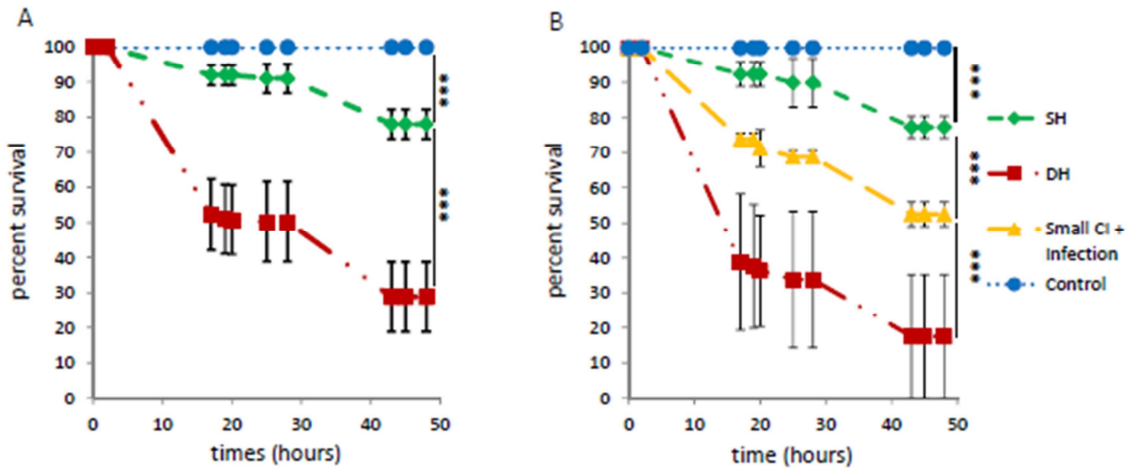 A
100
90
80
70
60
50
40
30
20
10
0
percent survival
0 10 20 30 40 50
times (hours)
***
***
B
100
90
80
70
60
50
40
30
20
10
0
percent survival
0 10 20 30 40 50
time (hours)
***
***
***
SH
DH
Small CI +
Infection
Control